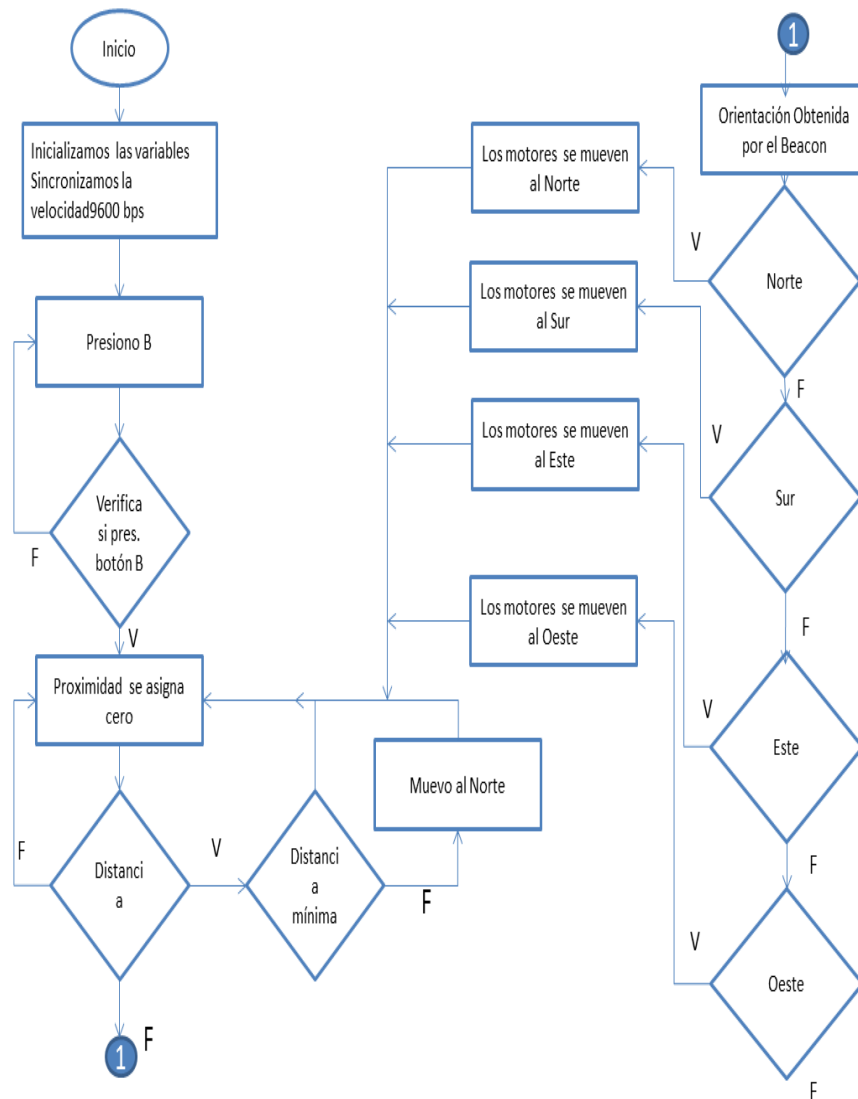 Inicio
Inicializamos las variables
Sincronizamos la
velocidad9600 bps
Presiono B
Verifica
si pres.
botón B
F
V
Proximidad se asigna
cero
F
Distanci
a
V
Distanci
a
mínima
F
Muevo al Norte
F
1
1
Orientación Obtenida
por el Beacon
Norte
V
Los motores se mueven
al Norte
F
Sur
V
Los motores se mueven
al Sur
F
Este
V
Los motores se mueven
al Este
F
Oeste
V
Los motores se mueven
al Oeste
F